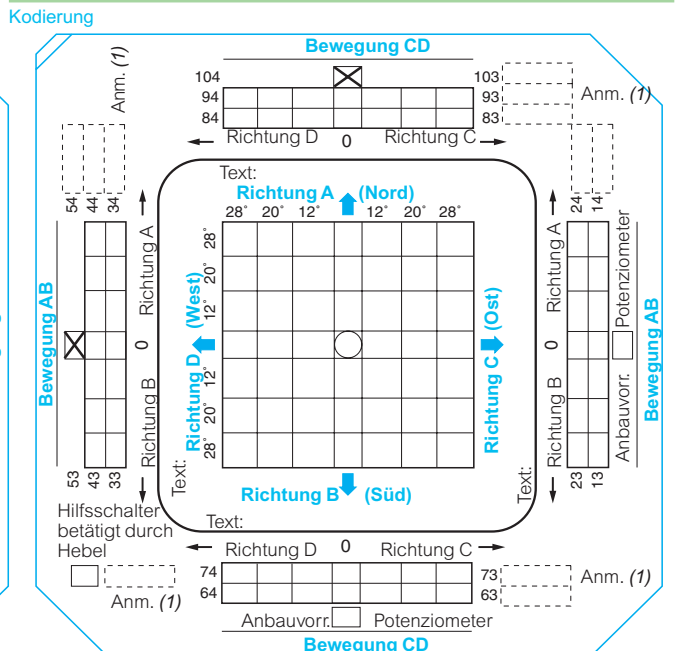 Kodierung
Bewegung CD
104 103
94 93 Anm. (1)
84 83
Richtung D 0 Richtung C
Anm. (1)
54 44 34
24 14
Text:
Richtung A (Nord)
28° 20° 12° 12° 20° 28°
28° 20° 12° 12° 20° 28°
Bewegung AB
Richtung A
0
Richtung B
Richtung D (West)
Richtung C (Ost)
Richtung A
0
Richtung B
Potenziometer
Anbauvorr.
Bewegung AB
53 43 33
23 13
Text:
Text:
Richtung B (Süd)
Text:
Hilfsschalter
betätigt durch
Hebel
Anm. (1)
Richtung D 0 Richtung C
74 73 Anm. (1)
64 63
Anbauvorr. Potenziometer
Bewegung CD